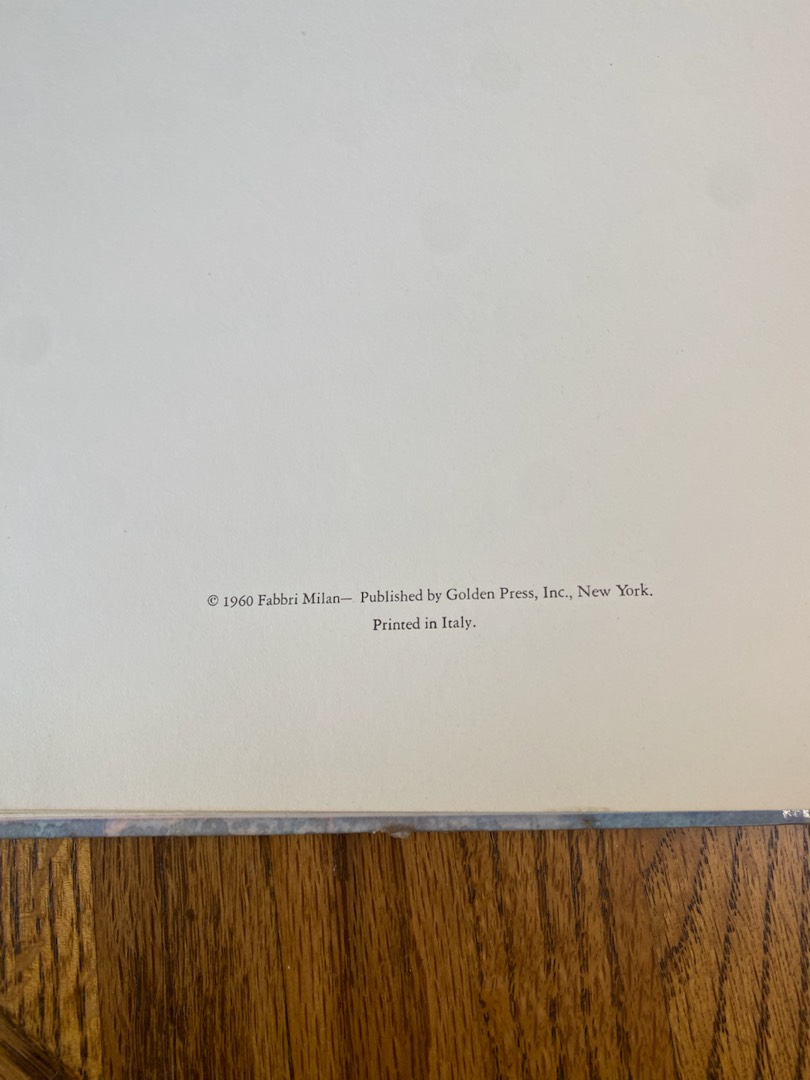 © 1960 Fabbri Milan— Published by Golden Press, Inc., New York.
Printed in Italy.